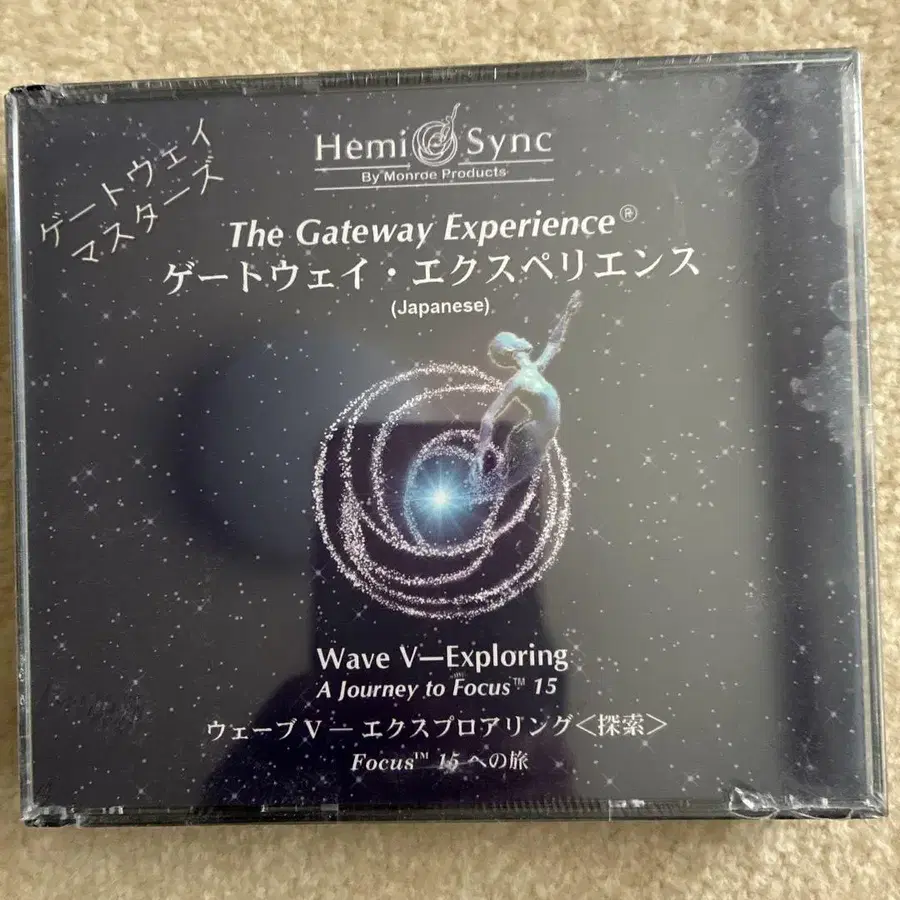 ゲートウェイ
マスターズ
Hemi Sync
By Monroe Products
The Gateway Experience®
ゲートウェイ・エクスペリエンス
(Japanese)
Wave V—Exploring
A Journey to Focus™ 15
ウェーブ V ― エクスプロアリング<探索>
Focus™ 15 への旅